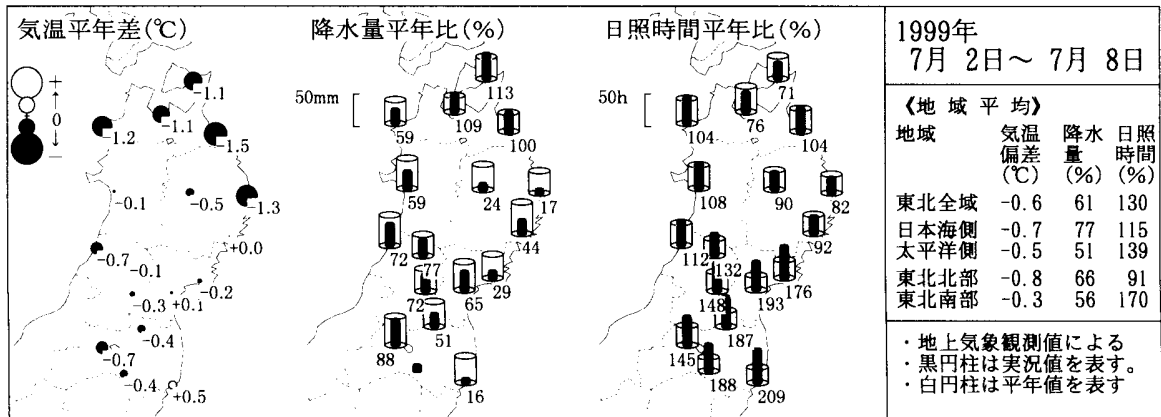 気温平年差(℃)
+
0
−
−1.1
−1.1
−1.2
−1.5
−0.1
−0.5
−1.3
+0.0
−0.7
−0.1
−0.2
−0.3
+0.1
−0.4
−0.7
−0.4
+0.5
降水量平年比(%)
50mm
113
109
59
100
59
24
17
44
72
77
29
72
65
51
88
16
日照時間平年比(%)
50h
71
76
104
104
108
90
82
92
112
132
176
148
193
187
145
188
209
1999年
7月 2日〜 7月 8日
《地 域 平 均》
地域 気温 降水 日照
偏差 量 時間
(℃) (%) (%)
東北全域 −0.6 61 130
日本海側 −0.7 77 115
太平洋側 −0.5 51 139
東北北部 −0.8 66 91
東北南部 −0.3 56 170
・地上気象観測値による
・黒円柱は実況値を表す。
・白円柱は平年値を表す